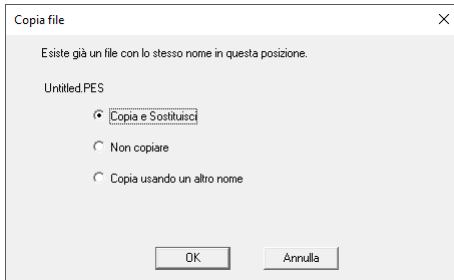 Copia file
Esiste già un file con lo stesso nome in questa posizione.
Untitled.PES
Copia e Sostituisci
Non copiare
Copia usando un altro nome
OK Annulla